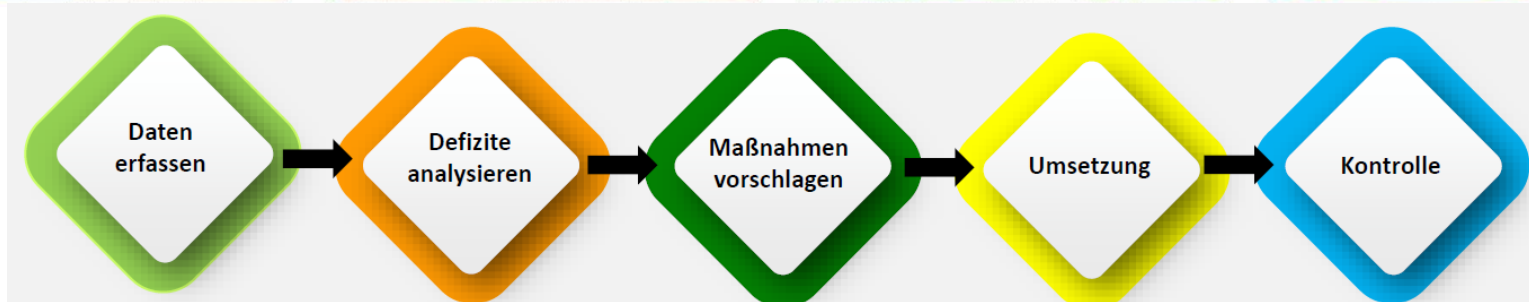 Daten
erfassen
Defizite
analysieren
Maßnahmen
vorschlagen
Umsetzung
Kontrolle